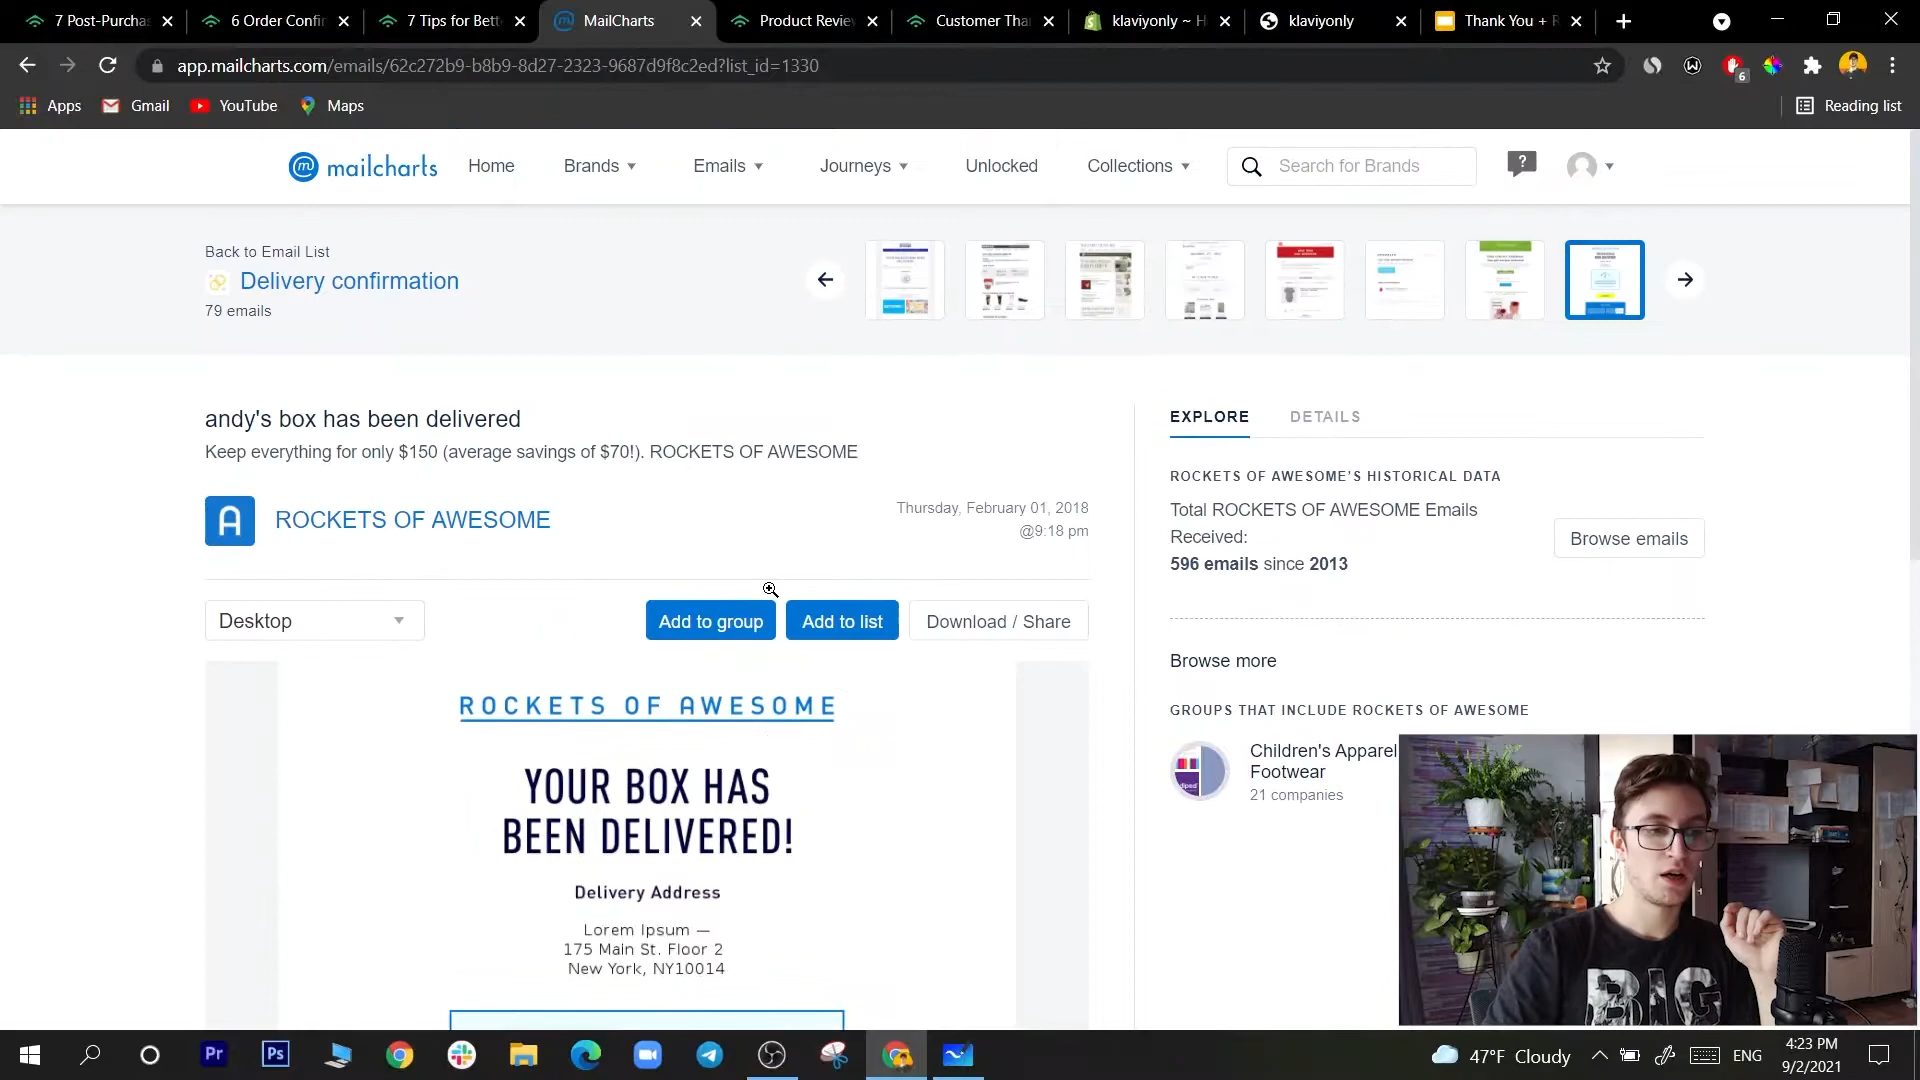 7 Post-Purcha
6 Order Confir
7 Tips for Bett
MailCharts
Product Review
Customer Tha
klaviyonly ~ H
klaviyonly
Thank You + R
app.mailcharts.com/emails/62c272b9-b8b9-8d27-2323-9687d9f8c2ed?list_id=1330
6
Apps
Gmail
YouTube
Maps
Reading list
mailcharts
Home
Brands
Emails
Journeys
Unlocked
Collections
Search for Brands
Back to Email List
Delivery confirmation
79 emails
andy's box has been delivered
Keep everything for only $150 (average savings of $70!). ROCKETS OF AWESOME
ROCKETS OF AWESOME
Thursday, February 01, 2018
@9:18 pm
Desktop
Add to group
Add to list
Download / Share
ROCKETS OF AWESOME
YOUR BOX HAS
BEEN DELIVERED!
Delivery Address
Lorem Ipsum —
175 Main St. Floor 2
New York, NY10014
EXPLORE
DETAILS
ROCKETS OF AWESOME'S HISTORICAL DATA
Total ROCKETS OF AWESOME Emails
Received:
596 emails since 2013
Browse emails
Browse more
GROUPS THAT INCLUDE ROCKETS OF AWESOME
Children's Apparel
Footwear
21 companies
BIG
47°F Cloudy
ENG
4:23 PM
9/2/2021